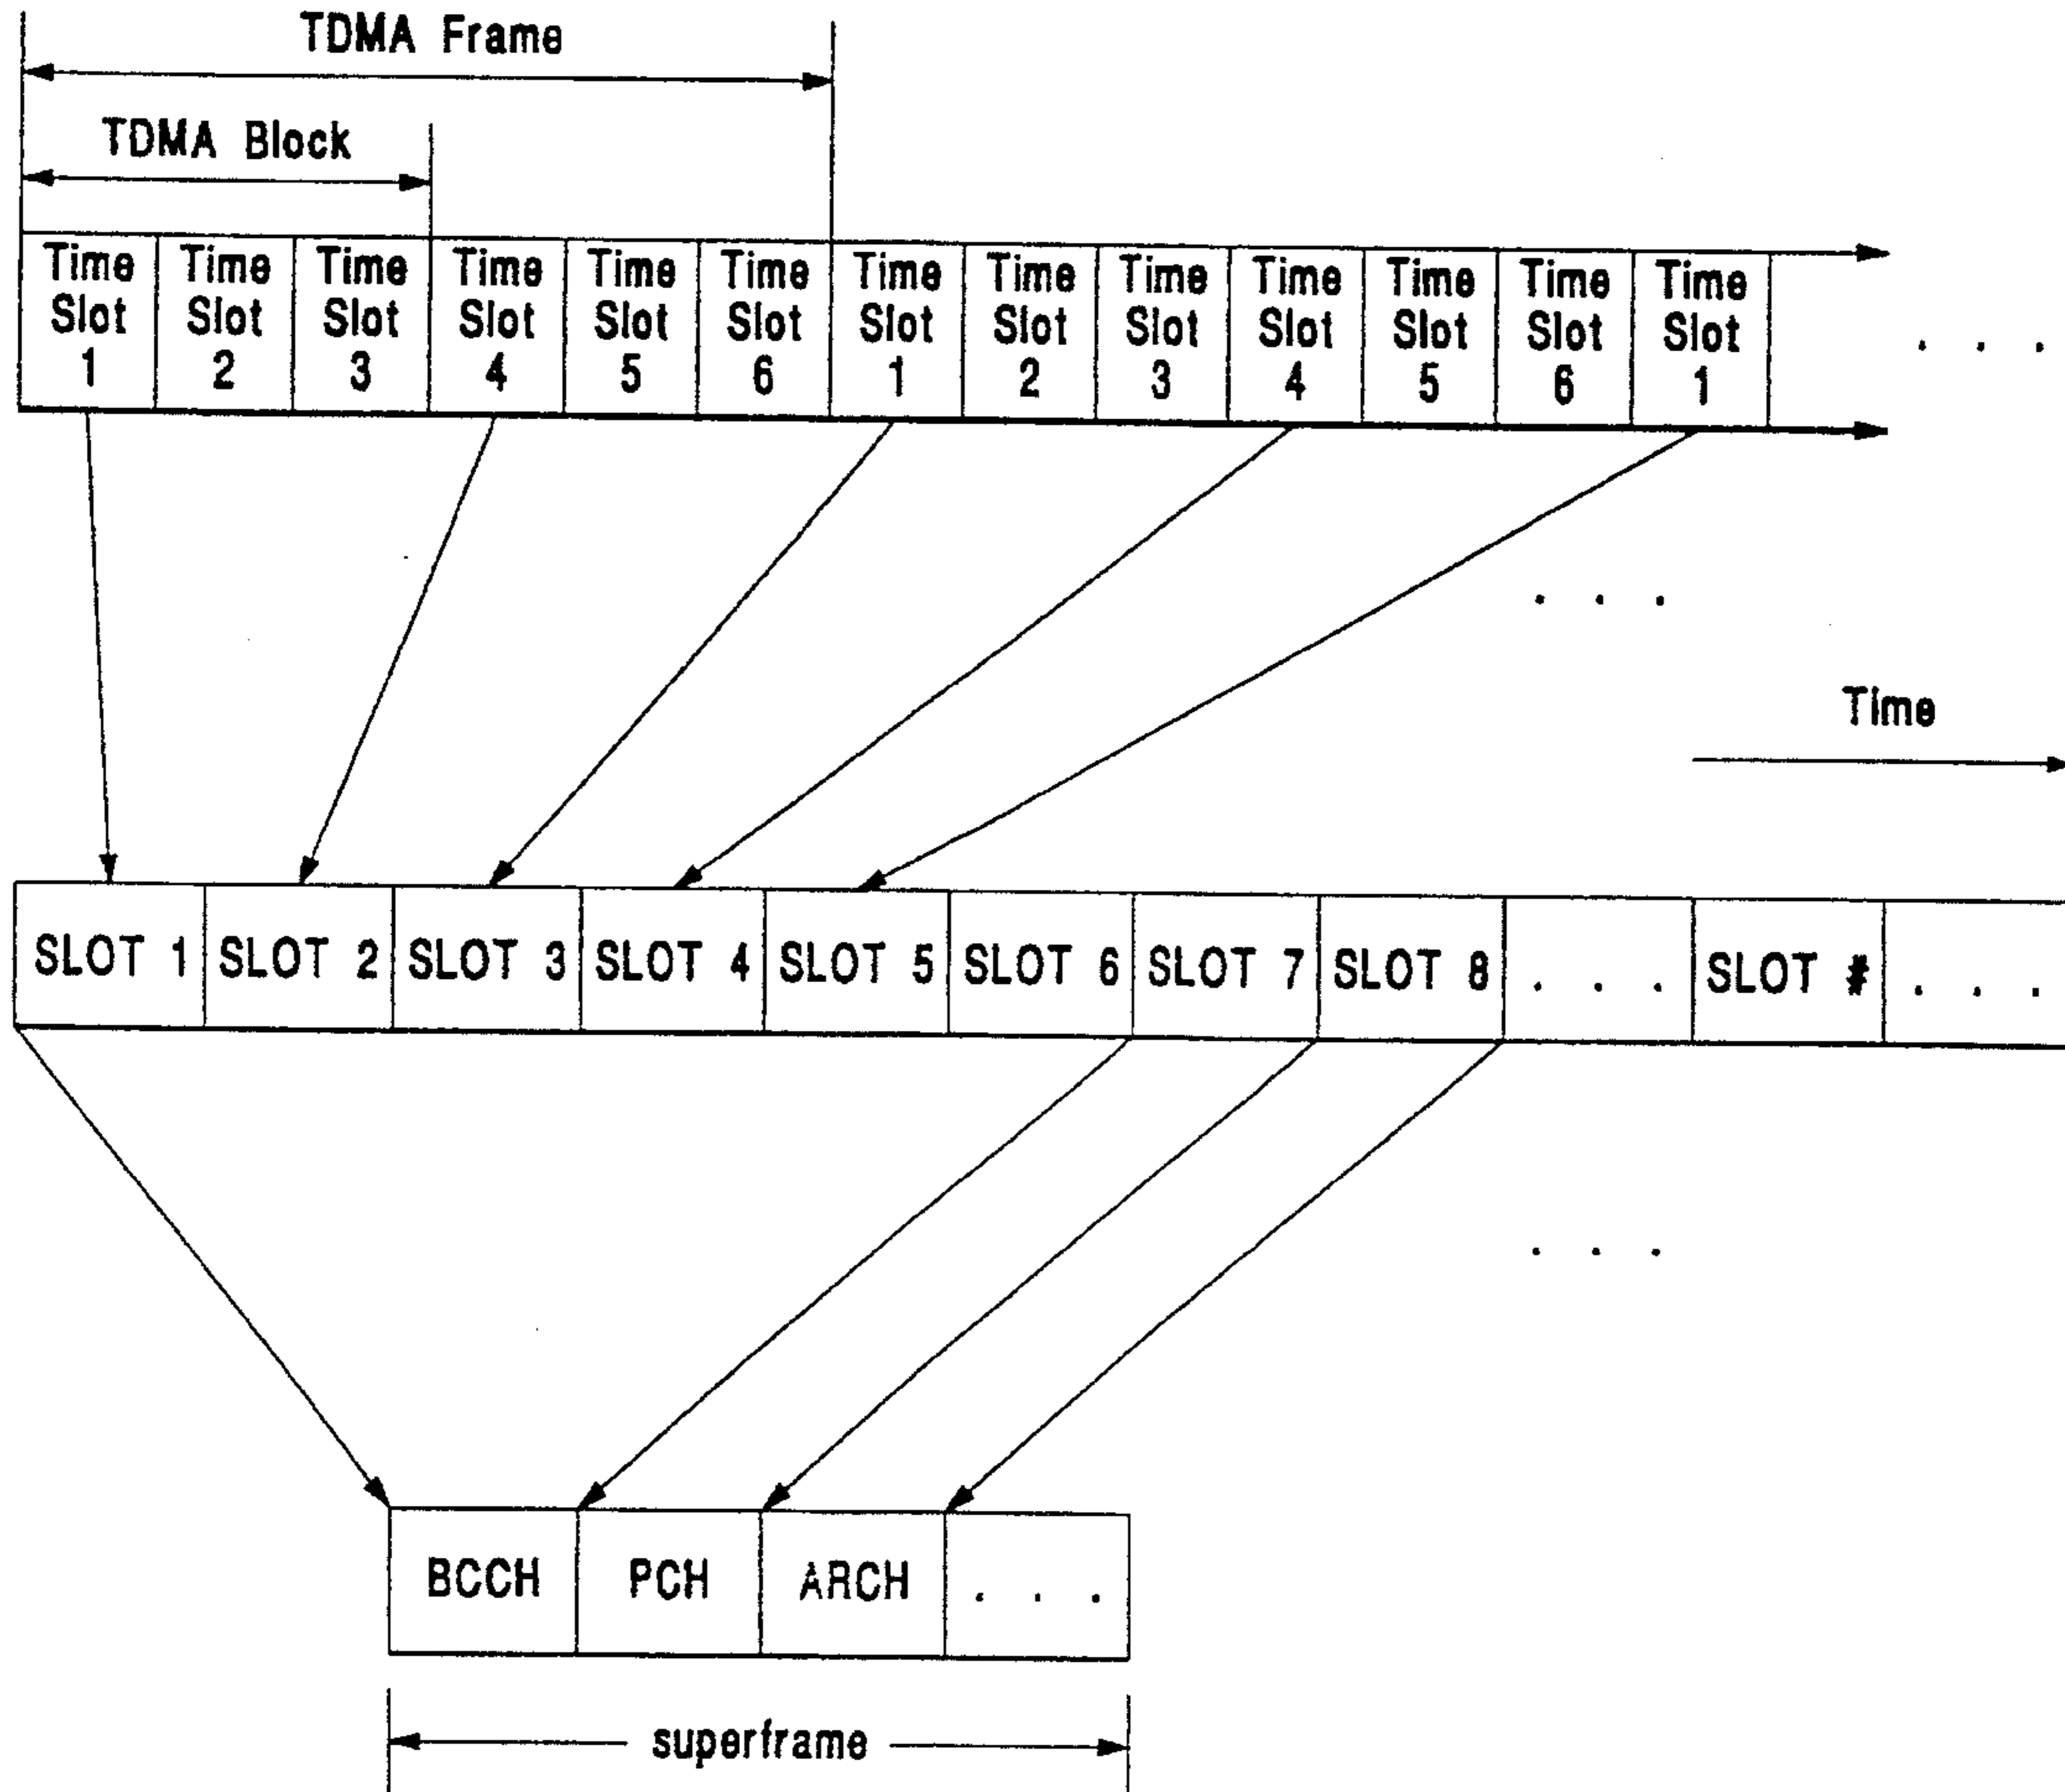 TDMA Frame
TDMA Block
Time Slot 1
Time Slot 2
Time Slot 3
Time Slot 4
Time Slot 5
Time Slot 6
Time Slot 1
Time Slot 2
Time Slot 3
Time Slot 4
Time Slot 5
Time Slot 6
Time Slot 1
. . .
. . .
Time
SLOT 1
SLOT 2
SLOT 3
SLOT 4
SLOT 5
SLOT 6
SLOT 7
SLOT 8
. . .
SLOT #
. . .
. . .
BCCH
PCH
ARCH
. . .
superframe